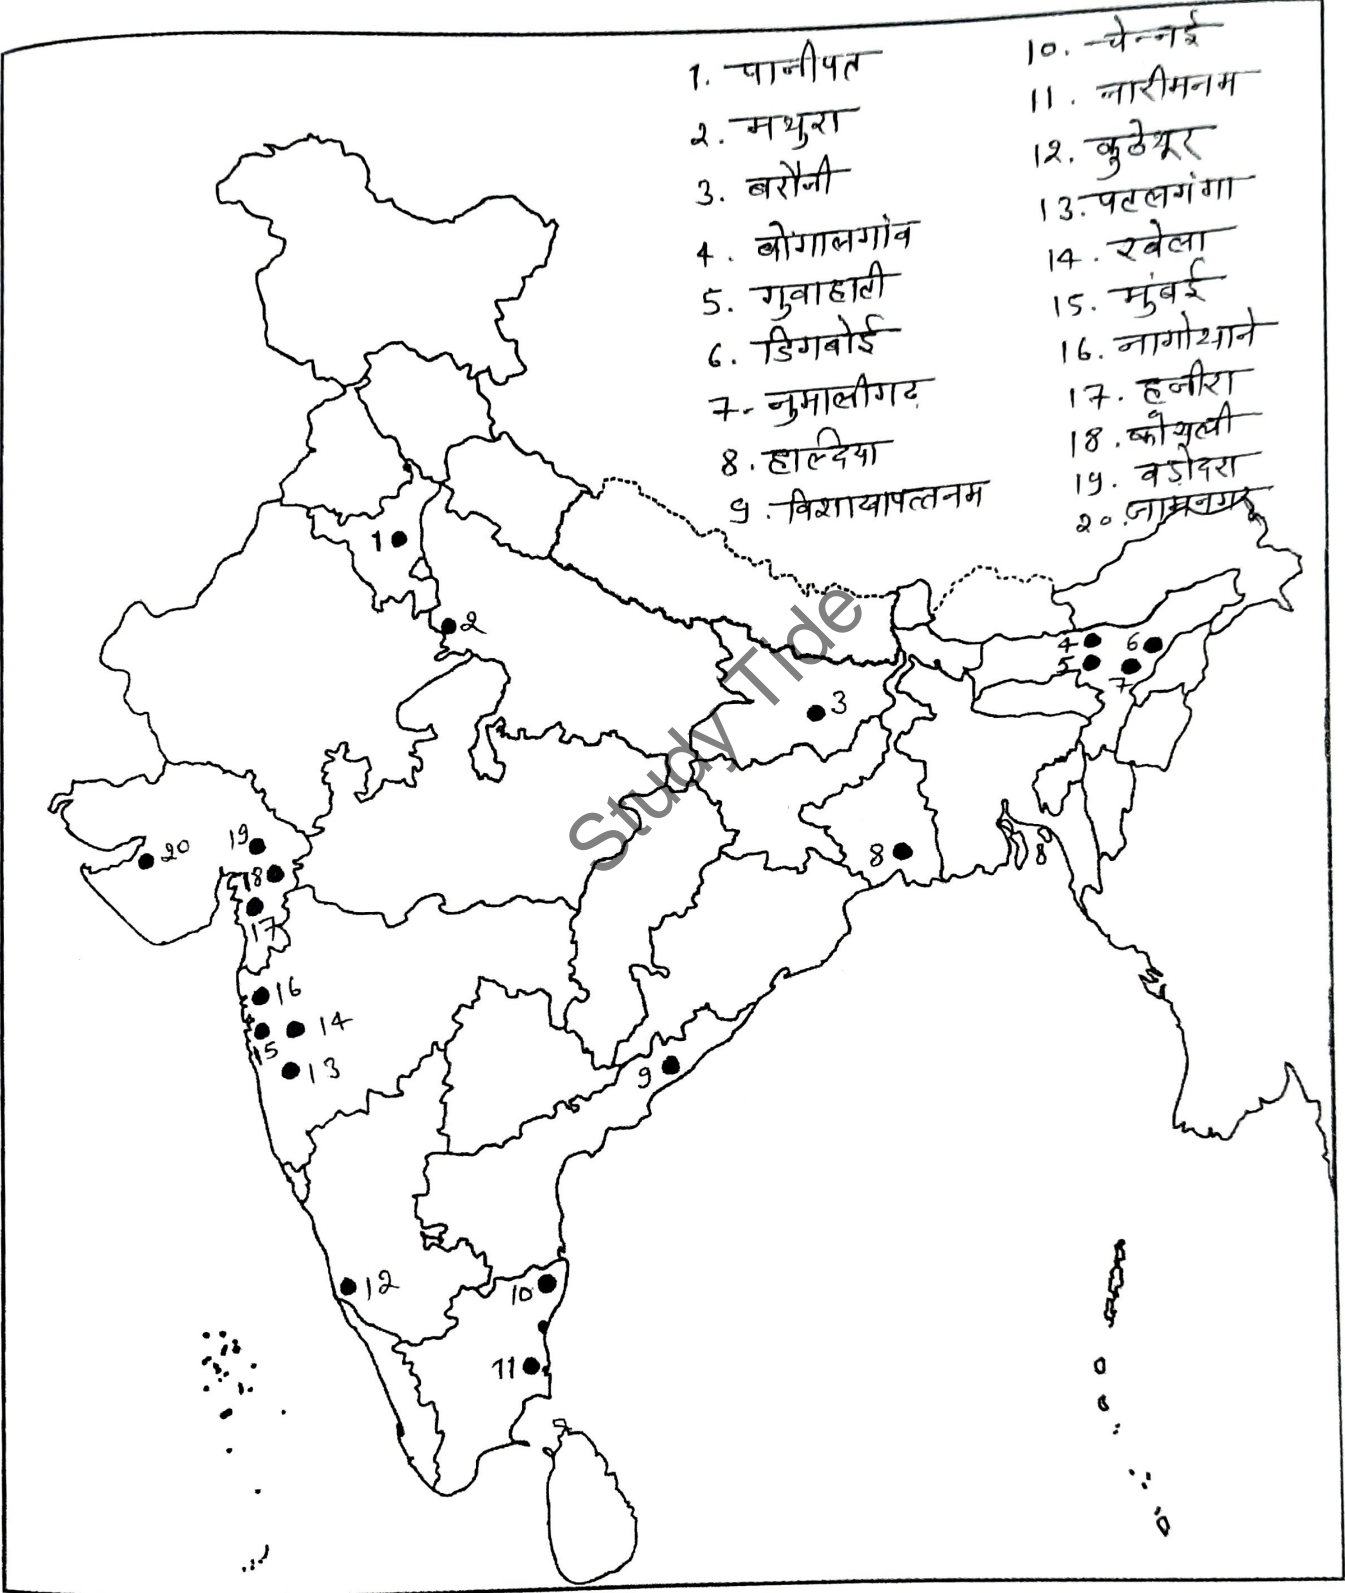 1. पानीपत
2. मथुरा
3. बरौनी
4. बोंगालगांव
5. गुवाहाटी
6. डिगबोई
7. नुमालीगढ़
8. हाल्दिया
9. विशाखापत्तनम
10. चेन्नई
11. नारीमनम
12. कुठेथूर
13. पटलगंगा
14. रवेला
15. मुंबई
16. नागोथाने
17. हजीरा
18.
19. वड़ोदरा
20. जामनगर
1
2
3
4
5
6
7
8
8
9
10
11
12
13
14
15
16
17
18
19
20
Study Tide